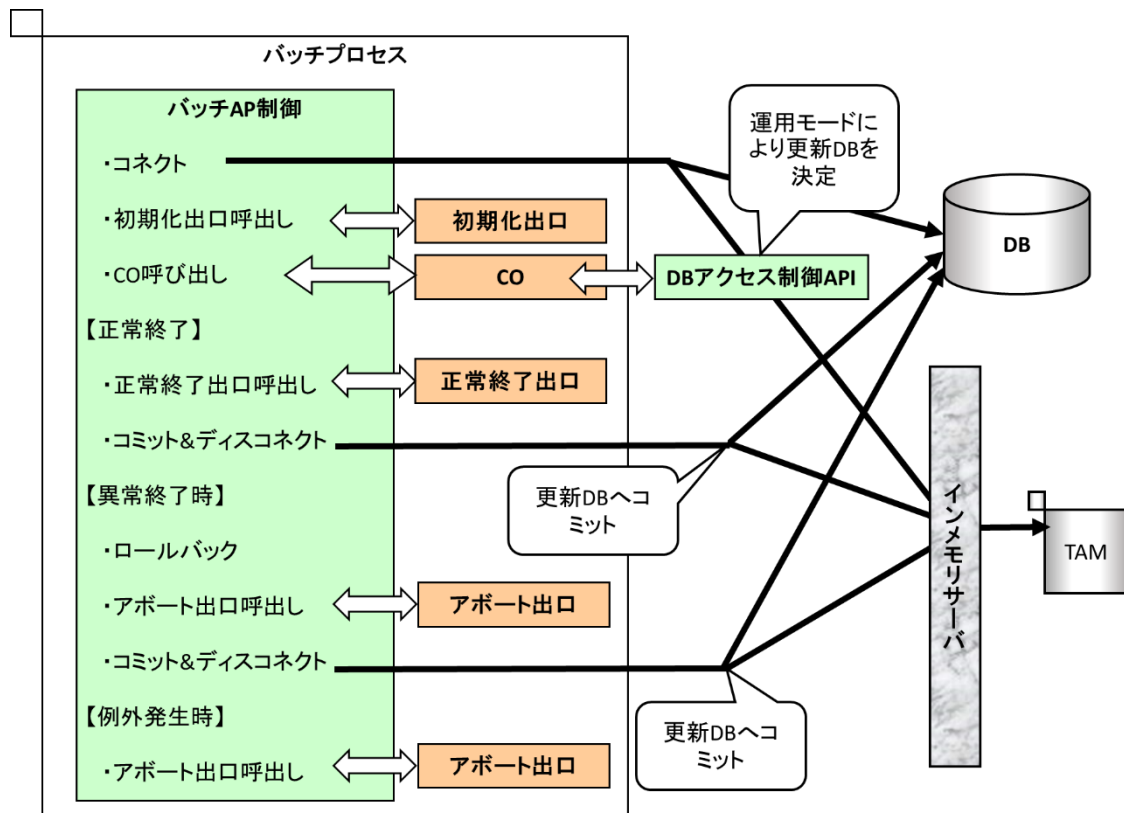 バッチプロセス
バッチAP制御
・コネクト
・初期化出口呼出し
・CO呼び出し
【正常終了】
・正常終了出口呼出し
・コミット&ディスコネクト
【異常終了時】
・ロールバック
・アボート出口呼出し
・コミット&ディスコネクト
【例外発生時】
・アボート出口呼出し
初期化出口
CO
正常終了出口
アボート出口
アボート出口
運用モードに
より更新DBを
決定
DBアクセス制御API
更新DBへコ
ミット
更新DBへコ
ミット
DB
インメモリサーバ
TAM